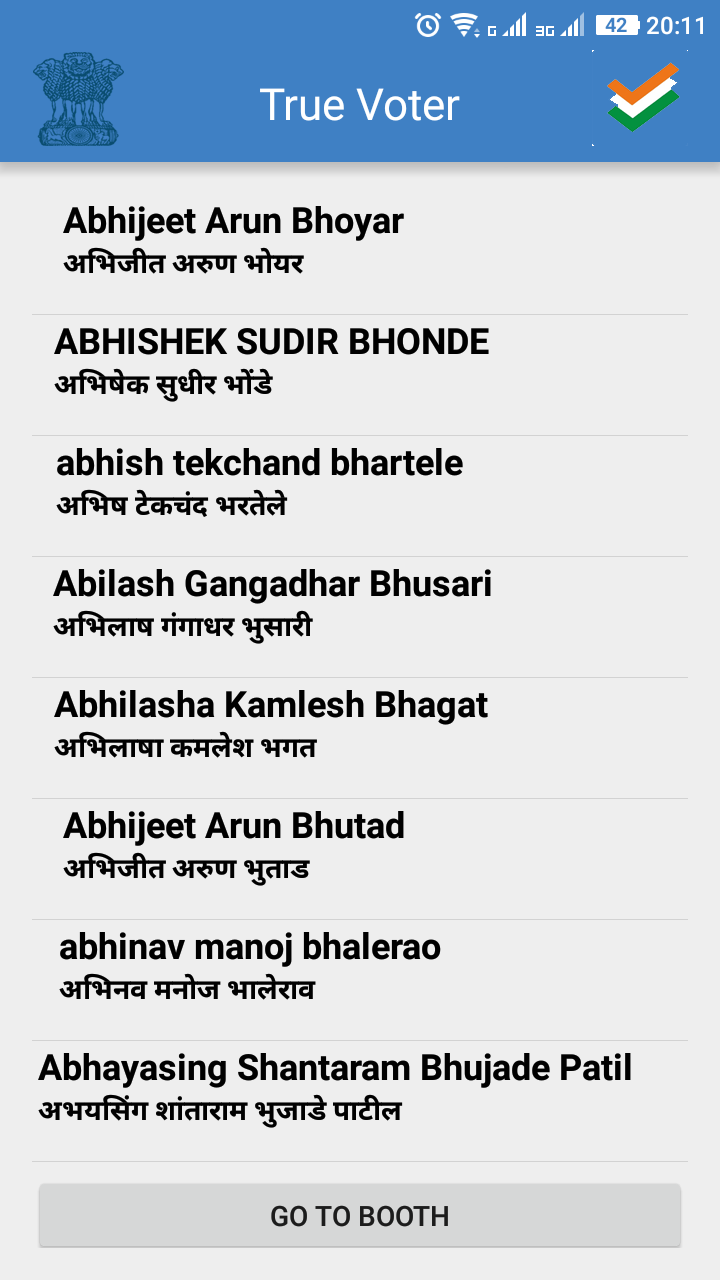 G 3G 42 20:11
True Voter
Abhijeet Arun Bhoyar
अभिजीत अरुण भोयर
ABHISHEK SUDIR BHONDE
अभिषेक सुधीर भोंडे
abhish tekchand bhartele
अभिष टेकचंद भरतेले
Abilash Gangadhar Bhusari
अभिलाष गंगाधर भुसारी
Abhilasha Kamlesh Bhagat
अभिलाषा कमलेश भगत
Abhijeet Arun Bhutad
अभिजीत अरुण भुताड
abhinav manoj bhalerao
अभिनव मनोज भालेराव
Abhayasing Shantaram Bhujade Patil
अभयसिंग शांताराम भुजाडे पाटील
GO TO BOOTH